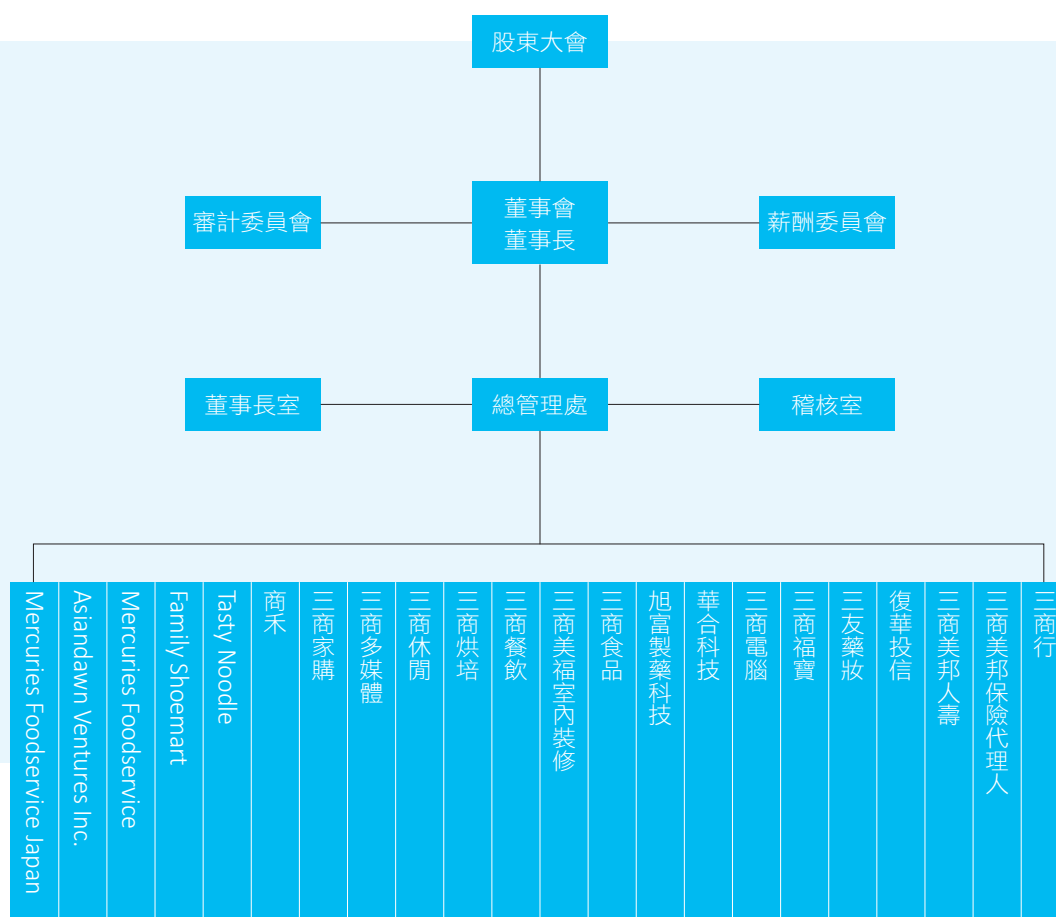 股東大會
審計委員會
董事會
董事長
薪酬委員會
董事長室
總管理處
稽核室
Mercuries Foodservice Japan
Asiandawn Ventures Inc.
Mercuries Foodservice
Family Shoemart
Tasty Noodle
商禾
三商家購
三商多媒體
三商休閒
三商烘培
三商餐飲
三商美福室內裝修
三商食品
旭富製藥科技
華合科技
三商電腦
三商福寶
三友藥妝
復華投信
三商美邦人壽
三商美邦保險代理人
三商行